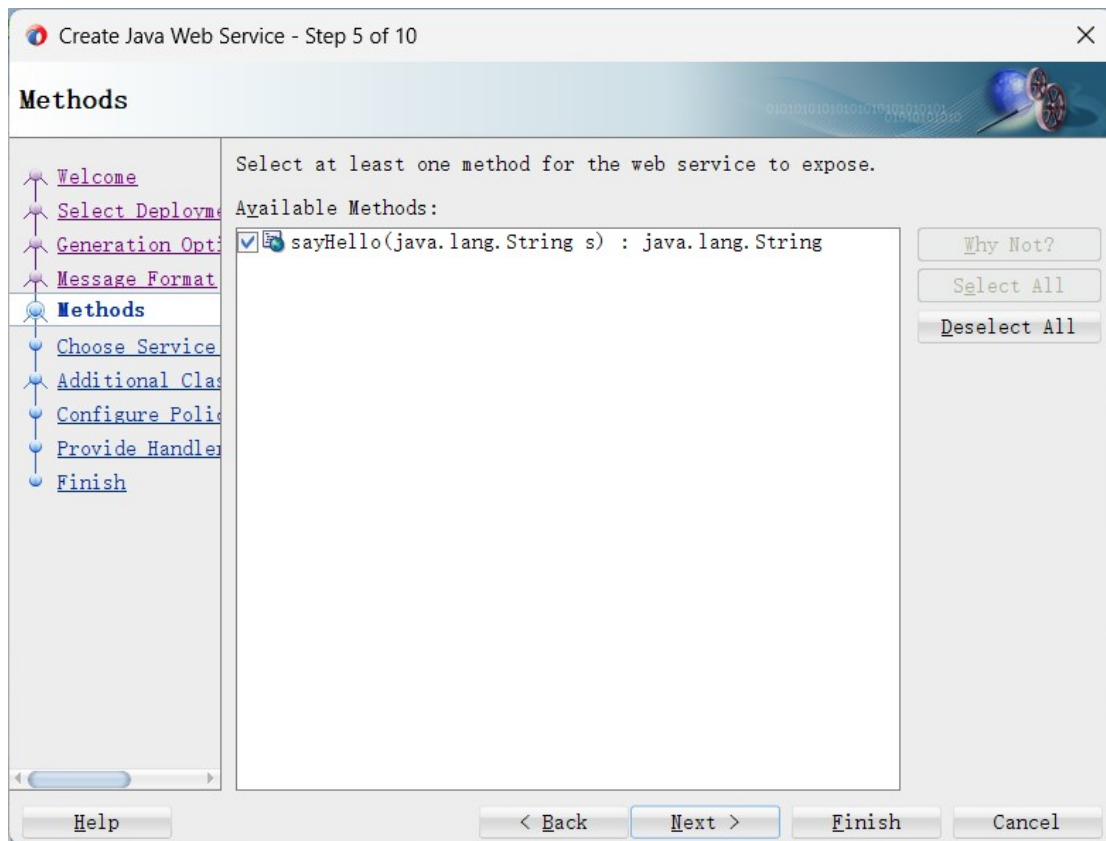 Create Java Web Service - Step 5 of 10
Methods
Welcome
Select Deployme
Generation Opti
Message Format
Methods
Choose Service
Additional Clas
Configure Polic
Provide Handler
Finish
Select at least one method for the web service to expose.
Available Methods:
sayHello(java.lang.String s) : java.lang.String
Why Not?
Select All
Deselect All
Help
< Back
Next >
Finish
Cancel